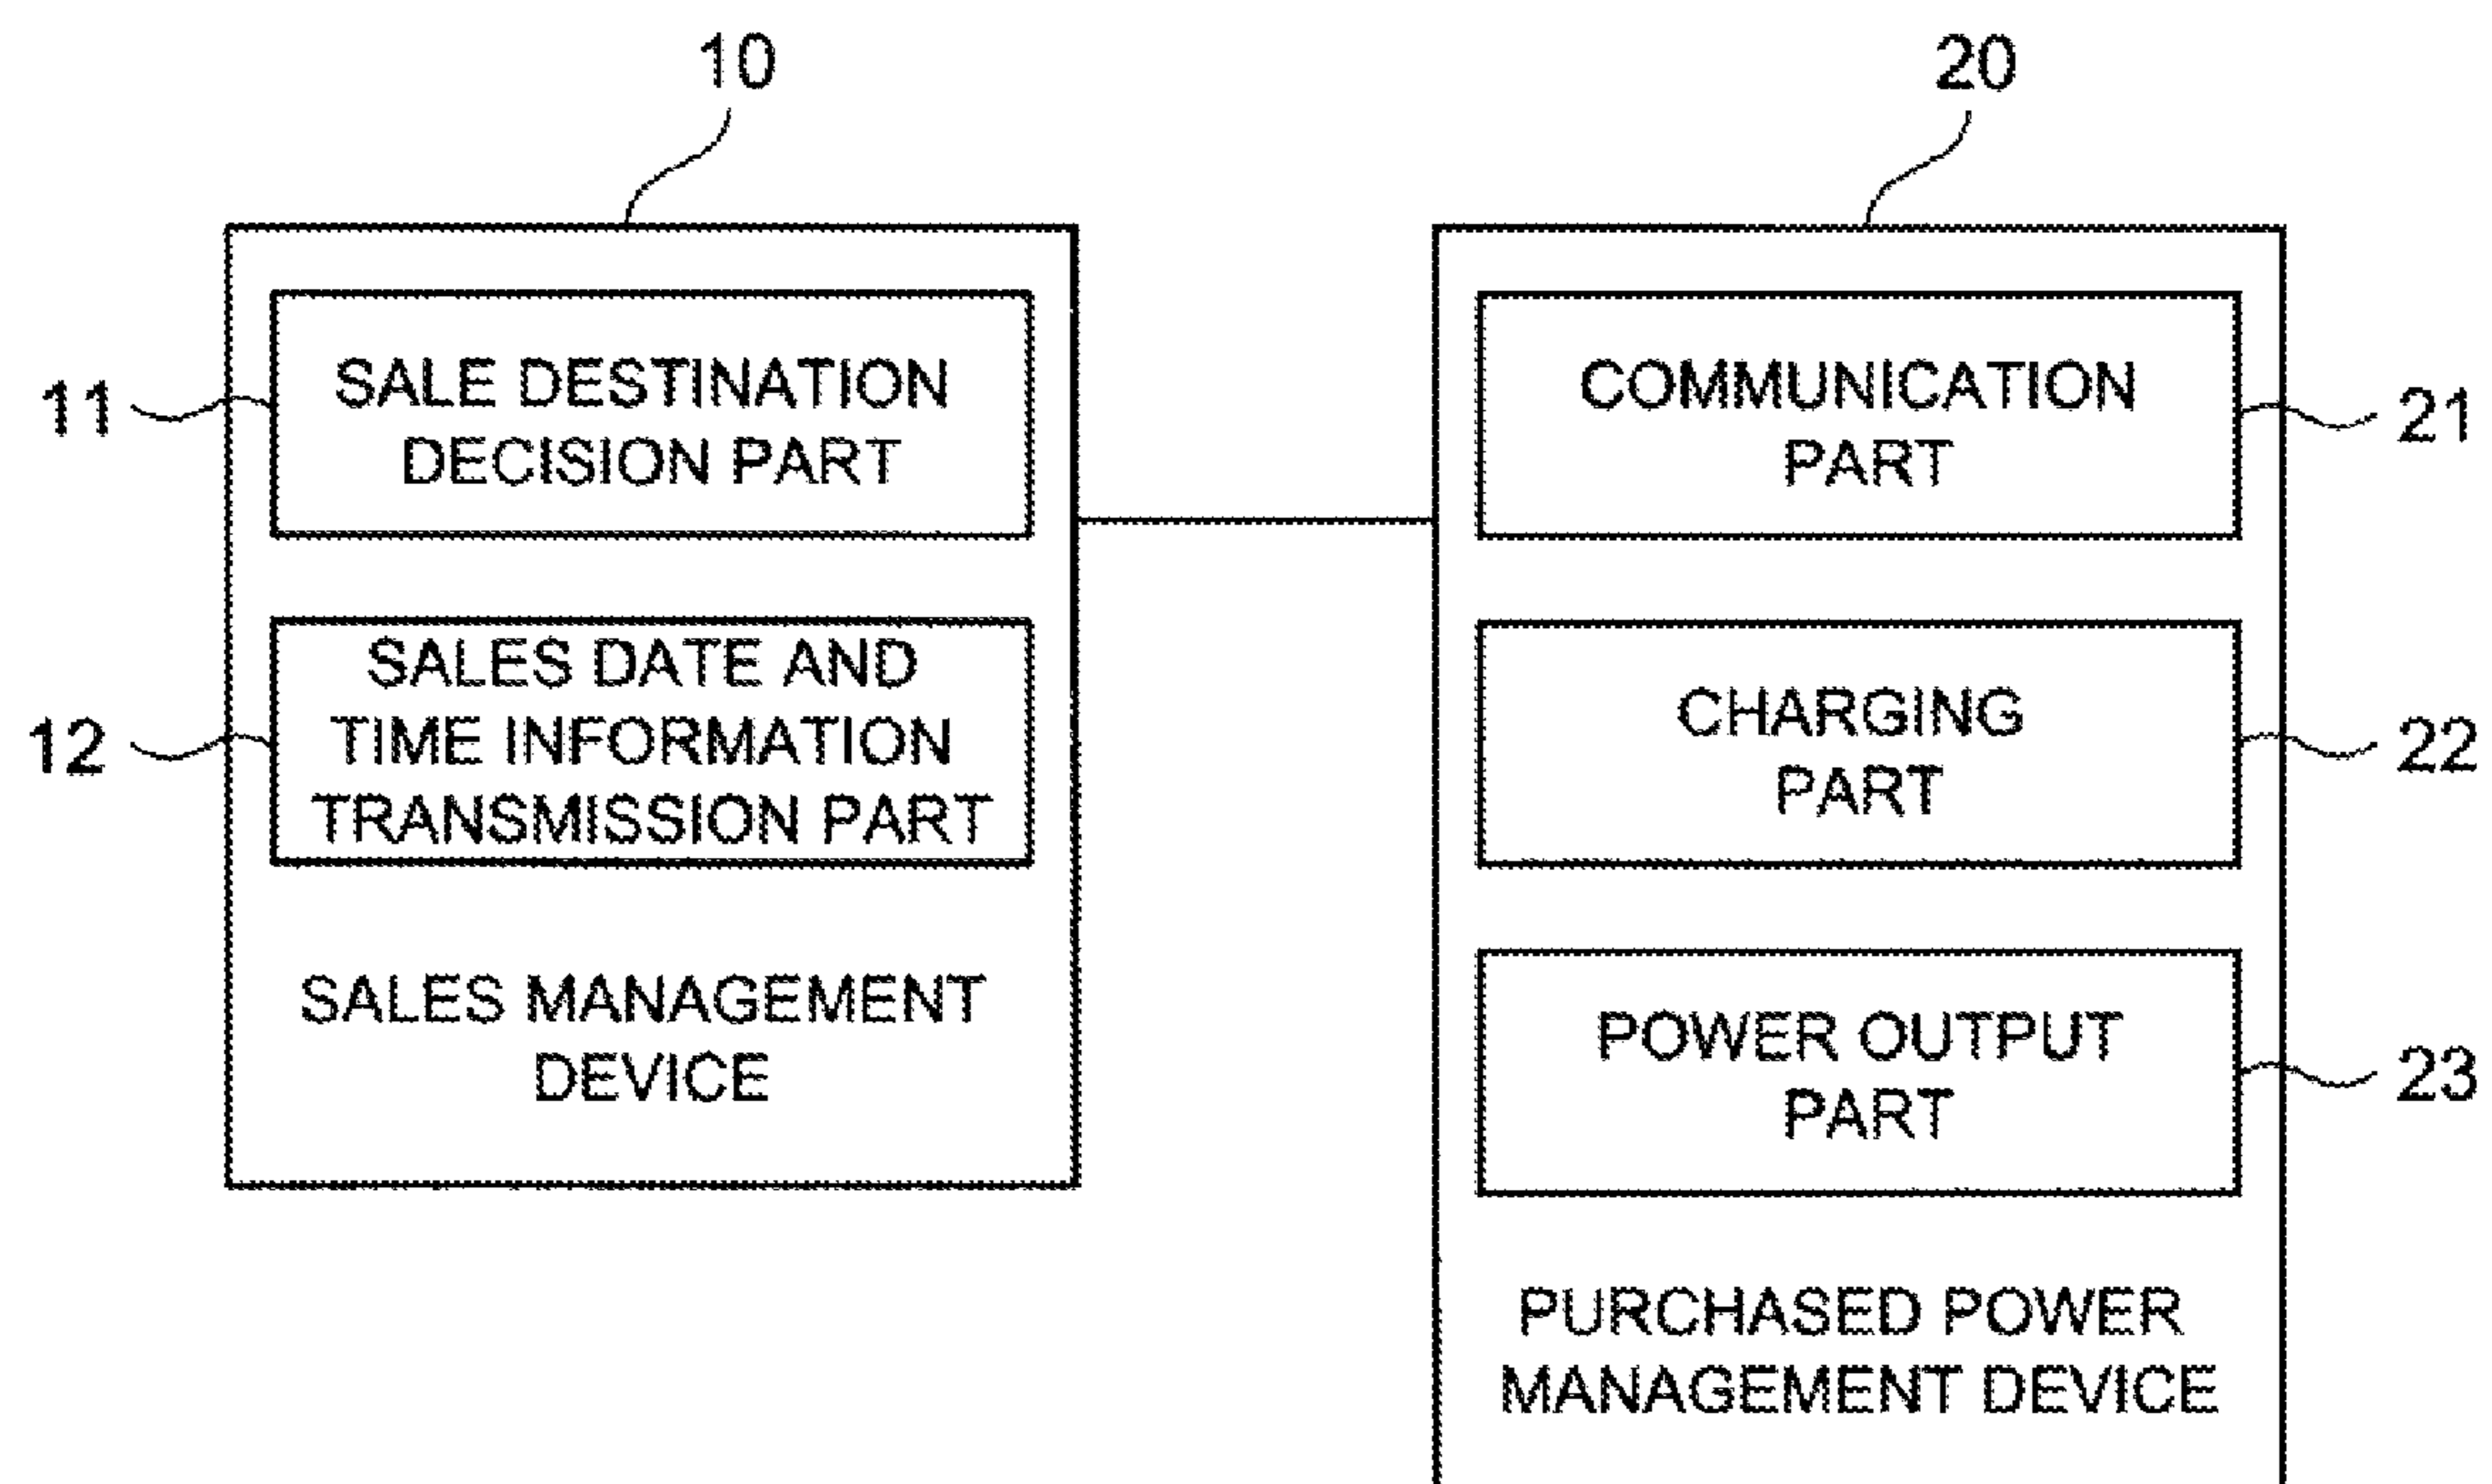 10
20
11
SALE DESTINATION
DECISION PART
12
SALES DATE AND
TIME INFORMATION
TRANSMISSION PART
SALES MANAGEMENT
DEVICE
COMMUNICATION
PART
21
CHARGING
PART
22
POWER OUTPUT
PART
23
PURCHASED POWER
MANAGEMENT DEVICE